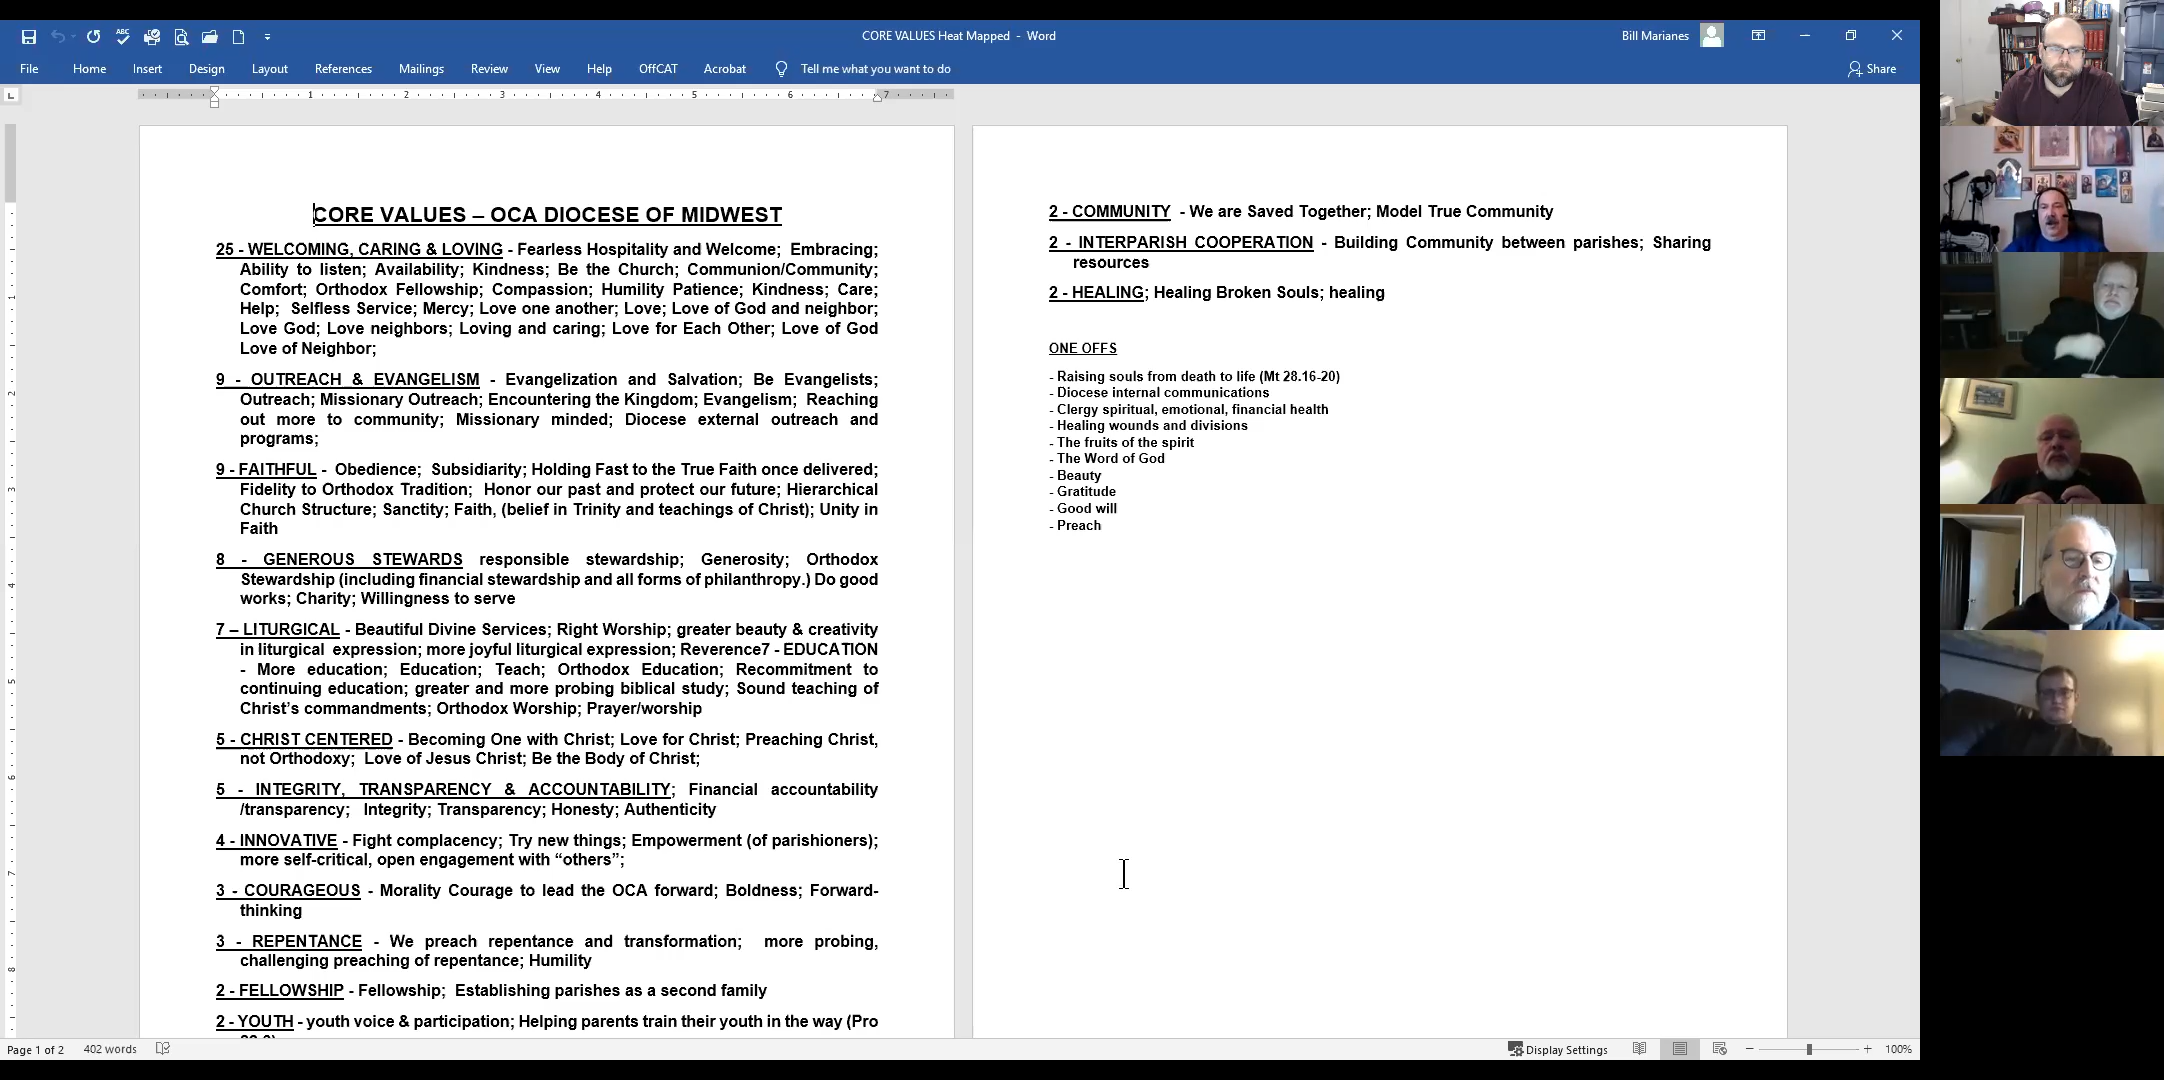 CORE VALUES Heat Mapped - Word
Bill Marianes
File Home Insert Design Layout References Mailings Review View Help OffCAT Acrobat Tell me what you want to do Share
1 2 3 4 5 6 7
CORE VALUES – OCA DIOCESE OF MIDWEST
25 - WELCOMING, CARING & LOVING - Fearless Hospitality and Welcome; Embracing;
Ability to listen; Availability; Kindness; Be the Church; Communion/Community;
Comfort; Orthodox Fellowship; Compassion; Humility Patience; Kindness; Care;
Help; Selfless Service; Mercy; Love one another; Love; Love of God and neighbor;
Love God; Love neighbors; Loving and caring; Love for Each Other; Love of God
Love of Neighbor;
9 - OUTREACH & EVANGELISM - Evangelization and Salvation; Be Evangelists;
Outreach; Missionary Outreach; Encountering the Kingdom; Evangelism; Reaching
out more to community; Missionary minded; Diocese external outreach and
programs;
9 - FAITHFUL - Obedience; Subsidiarity; Holding Fast to the True Faith once delivered;
Fidelity to Orthodox Tradition; Honor our past and protect our future; Hierarchical
Church Structure; Sanctity; Faith, (belief in Trinity and teachings of Christ); Unity in
Faith
8 - GENEROUS STEWARDS responsible stewardship; Generosity; Orthodox
Stewardship (including financial stewardship and all forms of philanthropy.) Do good
works; Charity; Willingness to serve
7 – LITURGICAL - Beautiful Divine Services; Right Worship; greater beauty & creativity
in liturgical expression; more joyful liturgical expression; Reverence7 - EDUCATION
- More education; Education; Teach; Orthodox Education; Recommitment to
continuing education; greater and more probing biblical study; Sound teaching of
Christ’s commandments; Orthodox Worship; Prayer/worship
5 - CHRIST CENTERED - Becoming One with Christ; Love for Christ; Preaching Christ,
not Orthodoxy; Love of Jesus Christ; Be the Body of Christ;
5 - INTEGRITY, TRANSPARENCY & ACCOUNTABILITY; Financial accountability
/transparency; Integrity; Transparency; Honesty; Authenticity
4 - INNOVATIVE - Fight complacency; Try new things; Empowerment (of parishioners);
more self-critical, open engagement with “others”;
3 - COURAGEOUS - Morality Courage to lead the OCA forward; Boldness; Forward-
thinking
3 - REPENTANCE - We preach repentance and transformation; more probing,
challenging preaching of repentance; Humility
2 - FELLOWSHIP - Fellowship; Establishing parishes as a second family
2 - YOUTH - youth voice & participation; Helping parents train their youth in the way (Pro
2 - COMMUNITY - We are Saved Together; Model True Community
2 - INTERPARISH COOPERATION - Building Community between parishes; Sharing
resources
2 - HEALING; Healing Broken Souls; healing
ONE OFFS
- Raising souls from death to life (Mt 28.16-20)
- Diocese internal communications
- Clergy spiritual, emotional, financial health
- Healing wounds and divisions
- The fruits of the spirit
- The Word of God
- Beauty
- Gratitude
- Good will
- Preach
Page 1 of 2 402 words Display Settings 100%